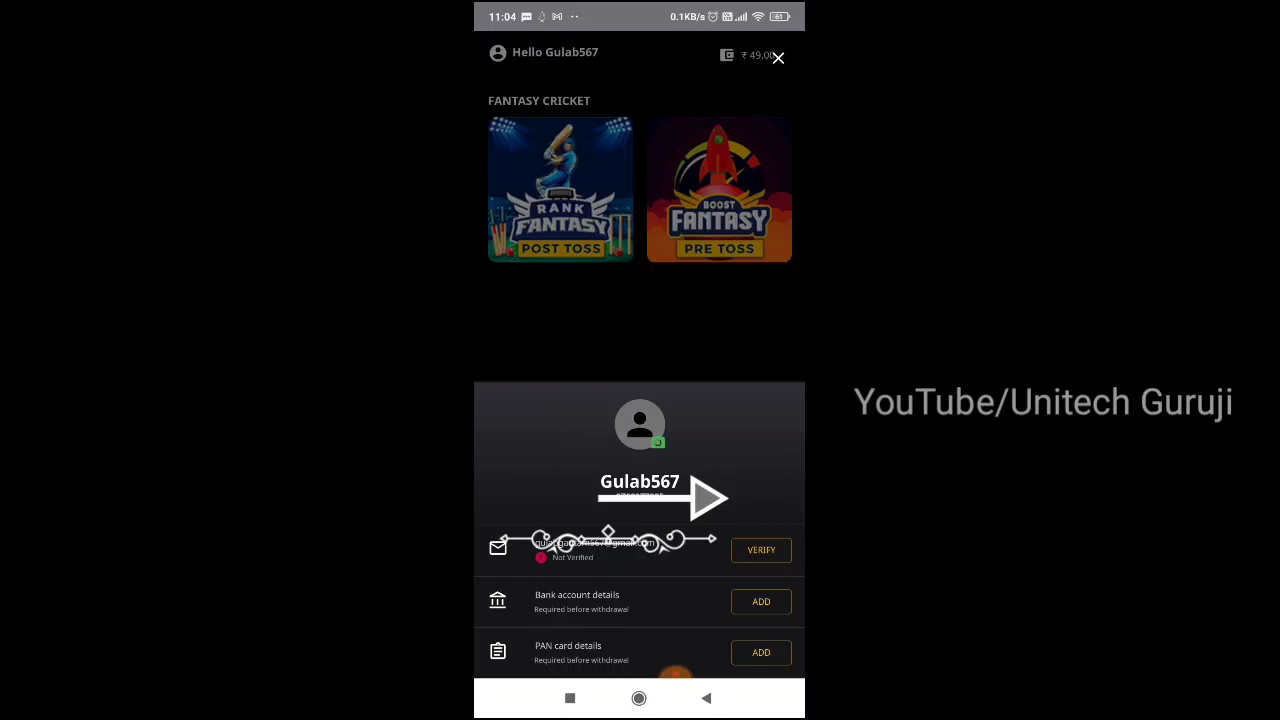 11:04
0.1KB/s
61
Hello Gulab567
₹ 49.00
FANTASY CRICKET
RANK
FANTASY
POST TOSS
BOOST
FANTASY
PRE TOSS
YouTube/Unitech Guruji
Gulab567
Not Verified
VERIFY
Bank account details
Required before withdrawal
ADD
PAN card details
Required before withdrawal
ADD